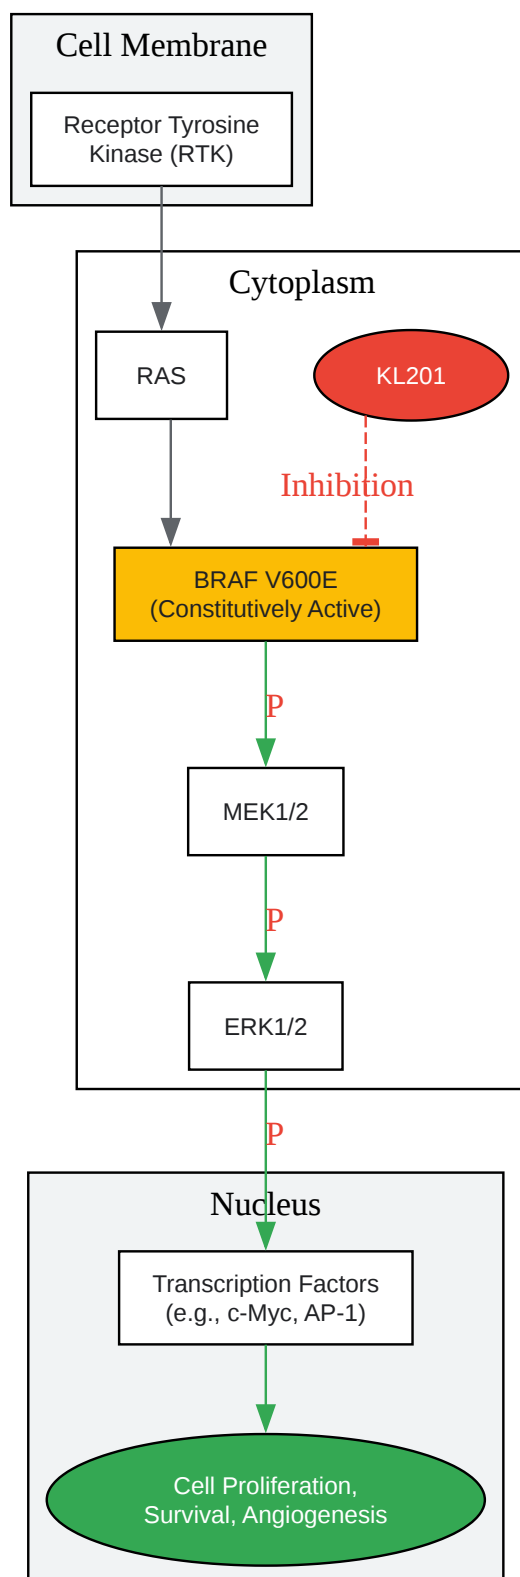 Cell Membrane
Receptor Tyrosine
Kinase (RTK)
Cytoplasm
RAS
KL201
Inhibition
BRAF V600E
(Constitutively Active)
P
MEK1/2
P
ERK1/2
P
Nucleus
Transcription Factors
(e.g., c-Myc, AP-1)
Cell Proliferation,
Survival, Angiogenesis